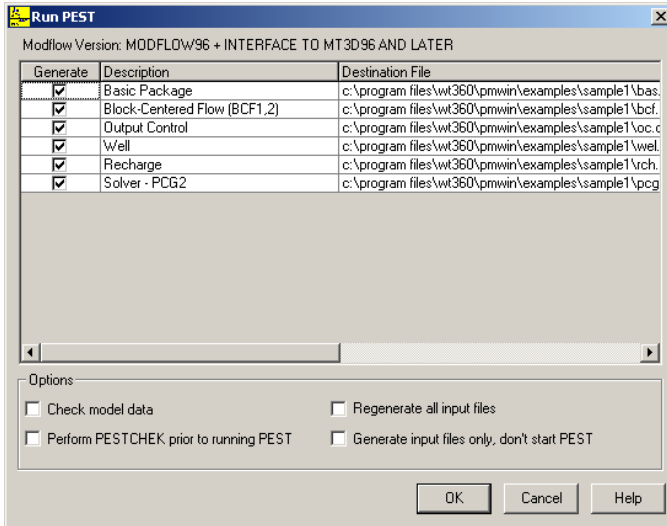 Run PEST
Modflow Version: MODFLOW96 + INTERFACE TO MT3D96 AND LATER
Generate Description Destination File
Basic Package c:\program files\wt360\pmwin\examples\sample1\bas.
Block-Centered Flow (BCF1,2) c:\program files\wt360\pmwin\examples\sample1\bcf.
Output Control c:\program files\wt360\pmwin\examples\sample1\oc.c
Well c:\program files\wt360\pmwin\examples\sample1\wel.
Recharge c:\program files\wt360\pmwin\examples\sample1\rch.
Solver - PCG2 c:\program files\wt360\pmwin\examples\sample1\pcg
Options
Check model data Regenerate all input files
Perform PESTCHEK prior to running PEST Generate input files only, don't start PEST
OK Cancel Help